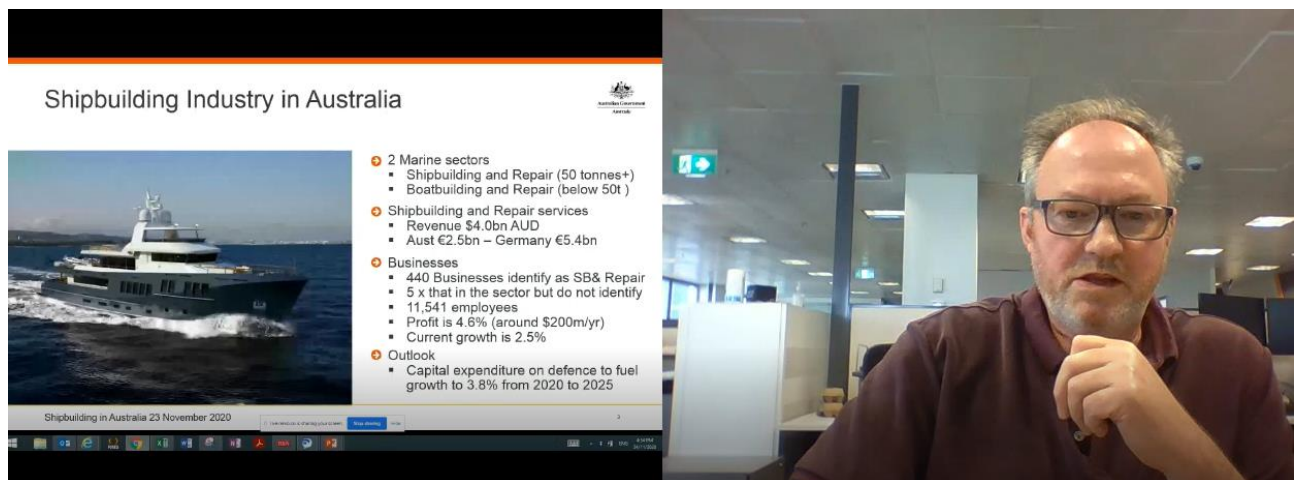 Shipbuilding Industry in Australia
Australian Government
Austrade
2 Marine sectors
Shipbuilding and Repair (50 tonnes+)
Boatbuilding and Repair (below 50t )
Shipbuilding and Repair services
Revenue $4.0bn AUD
Aust €2.5bn – Germany €5.4bn
Businesses
440 Businesses identify as SB& Repair
5 x that in the sector but do not identify
11,541 employees
Profit is 4.6% (around $200m/yr)
Current growth is 2.5%
Outlook
Capital expenditure on defence to fuel
growth to 3.8% from 2020 to 2025
Shipbuilding in Australia 23 November 2020
Stop sharing